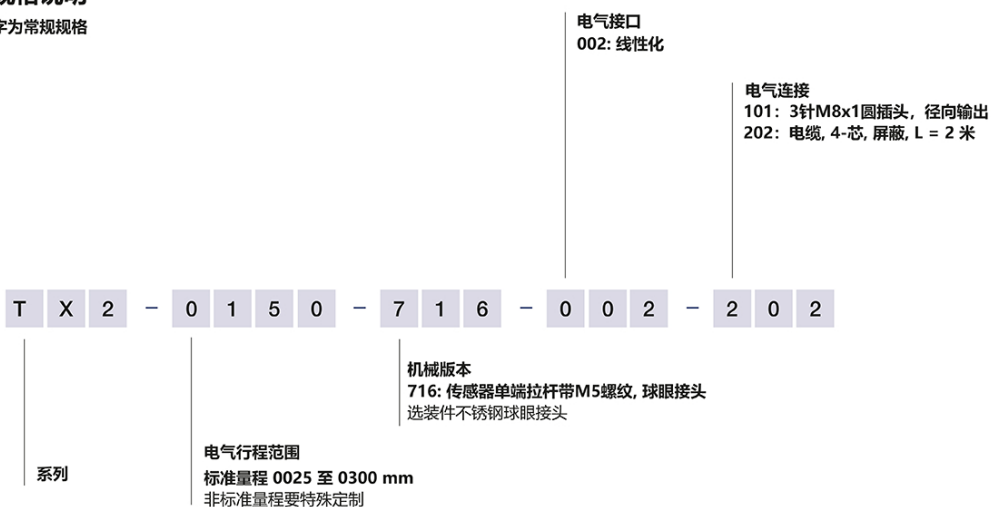 字为常规规格
电气接口
002: 线性化
电气连接
101：3针M8x1圆插头，径向输出
202：电缆, 4-芯, 屏蔽, L = 2 米
T X 2 – 0 1 5 0 – 7 1 6 – 0 0 2 – 2 0 2
机械版本
716: 传感器单端拉杆带M5螺纹, 球眼接头
选装件不锈钢球眼接头
电气行程范围
标准量程 0025 至 0300 mm
非标准量程要特殊定制
系列